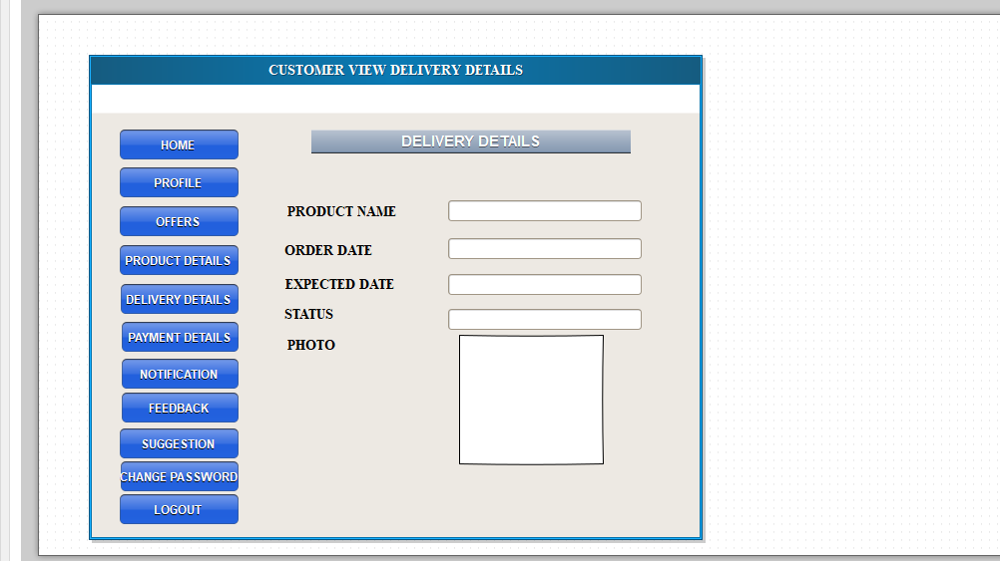 CUSTOMER VIEW DELIVERY DETAILS
DELIVERY DETAILS
HOME
PROFILE
OFFERS
PRODUCT DETAILS
DELIVERY DETAILS
PAYMENT DETAILS
NOTIFICATION
FEEDBACK
SUGGESTION
CHANGE PASSWORD
LOGOUT
PRODUCT NAME
ORDER DATE
EXPECTED DATE
STATUS
PHOTO